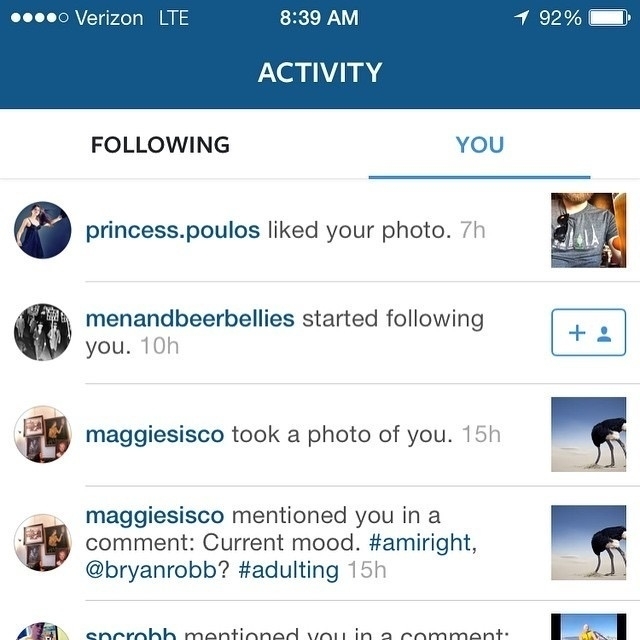 Verizon LTE 8:39 AM 92%
ACTIVITY
FOLLOWING YOU
princess.poulos liked your photo. 7h
menandbeerbellies started following
you. 10h
maggiesisco took a photo of you. 15h
maggiesisco mentioned you in a
comment: Current mood. #amiright,
@bryanrobb? #adulting 15h
spcrobb mentioned you in a comment: